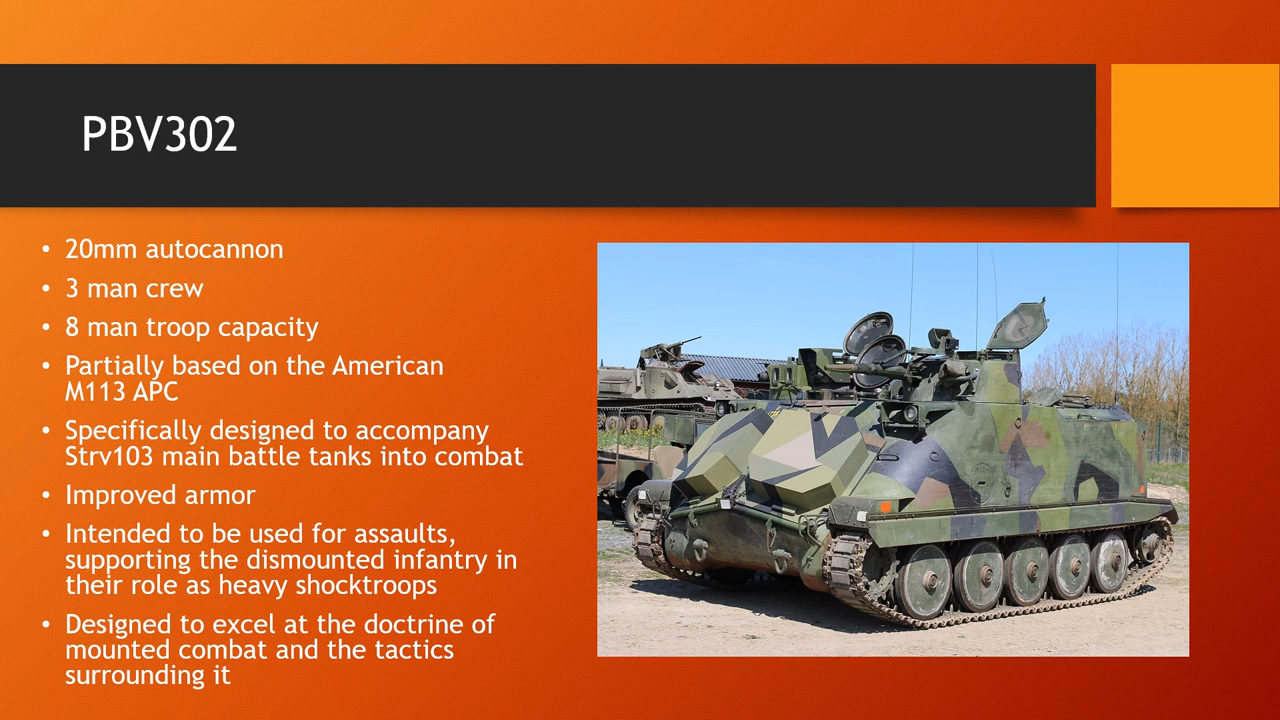 PBV302
• 20mm autocannon
• 3 man crew
• 8 man troop capacity
• Partially based on the American
M113 APC
• Specifically designed to accompany
Strv103 main battle tanks into combat
• Improved armor
• Intended to be used for assaults,
supporting the dismounted infantry in
their role as heavy shocktroops
• Designed to excel at the doctrine of
mounted combat and the tactics
surrounding it